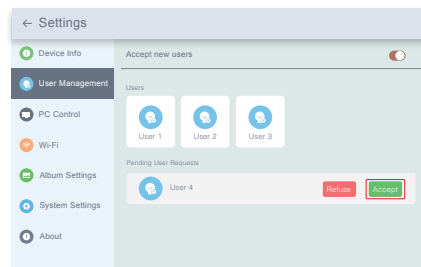 ← Settings
Device Info
Accept new users
User Management
Users
PC Control
User 1 User 2 User 3
Wi-Fi
Pending User Requests
Album Settings
User 4 Refuse Accept
System Settings
About